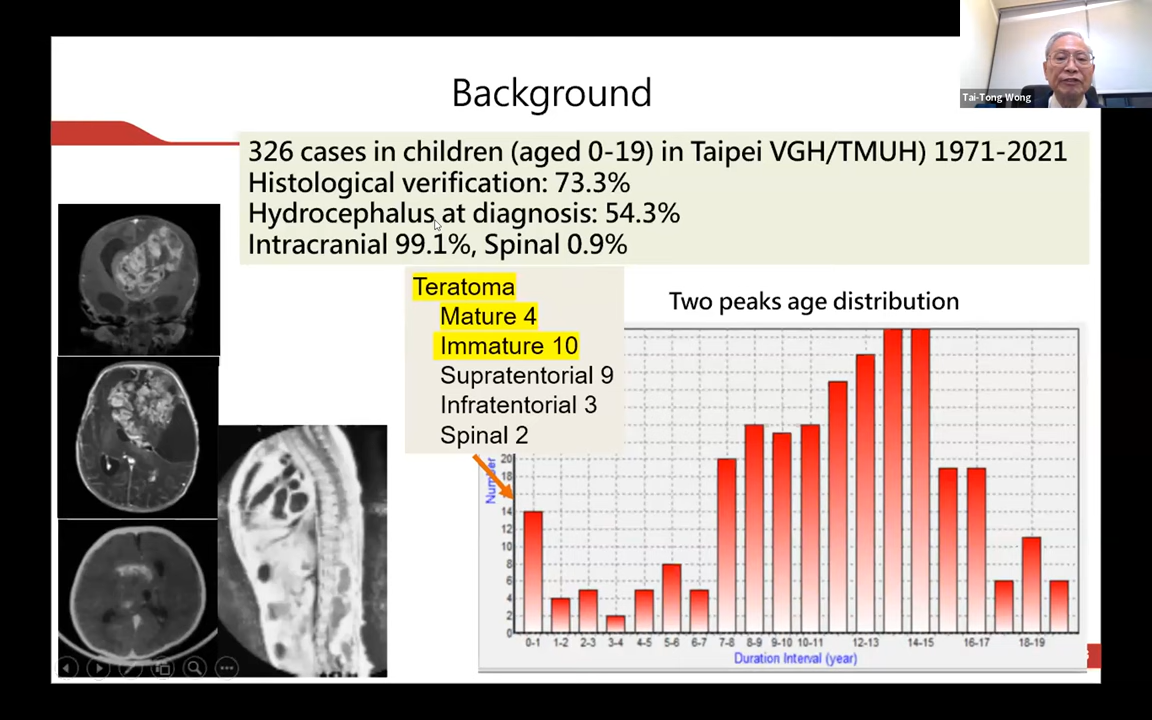 Tai-Tong Wong
Background
326 cases in children (aged 0-19) in Taipei VGH/TMUH) 1971-2021
Histological verification: 73.3%
Hydrocephalus at diagnosis: 54.3%
Intracranial 99.1%, Spinal 0.9%
Teratoma
Mature 4
Immature 10
Supratentorial 9
Infratentorial 3
Spinal 2
Two peaks age distribution
Number
20
18
14
12
10
8
6
4
2
0
0-1 1-2 2-3 3-4 4-5 5-6 6-7 7-8 8-9 9-10 10-11 12-13 14-15 16-17 18-19
Duration Interval (year)